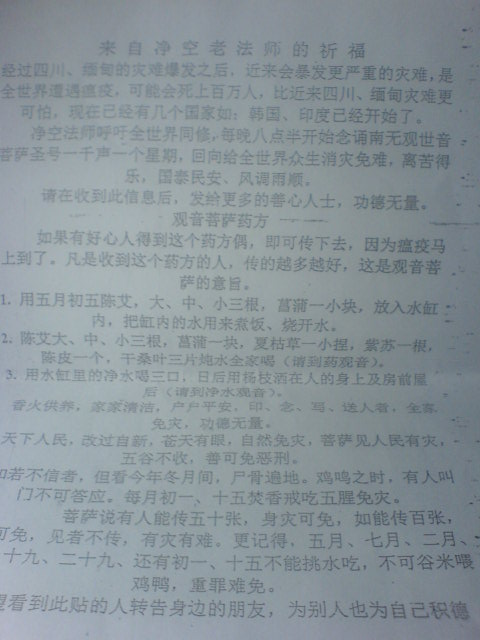 来自净空老法师的祈福
经过四川、缅甸的灾难爆发之后，近来会暴发更严重的灾难，是
全世界遭遇瘟疫，可能会死上百万人，比近来四川、缅甸灾难更
可怕，现在已经有几个国家如：韩国、印度已经开始了。
净空法师呼吁全世界同修，每晚八点半开始念诵南无观世音
菩萨圣号一千声一个星期，回向给全世界众生消灾免难，离苦得
乐，国泰民安、风调雨顺。
请在收到此信息后，发给更多的善心人士，功德无量。
观音菩萨药方
如果有好心人得到这个药方偶，即可传下去，因为瘟疫马
上到了。凡是收到这个药方的人，传的越多越好，这是观音菩
萨的意旨。
1. 用五月初五陈艾，大、中、小三根，菖蒲一小块，放入水缸
内，把缸内的水用来煮饭、烧开水。
2. 陈艾大、中、小三根，菖蒲一块，夏枯草一小捏，紫苏一根，
陈皮一个，干桑叶三片炖水全家喝（请到药观音）。
3. 用水缸里的净水喝三口，日后用杨枝洒在人的身上及房前屋
后（请到净水观音）。
香火供养，家家清洁，户户平安，印、念、写、送人看，全家
免灾，功德无量。
天下人民，改过自新，苍天有眼，自然免灾，菩萨见人民有灾，
五谷不收，善可免恶刑。
如若不信者，但看今年冬月间，尸骨遍地。鸡鸣之时，有人叫
门不可答应。每月初一、十五焚香戒吃五腥免灾。
菩萨说有人能传五十张，身灾可免，如能传百张，
可免，见者不传，有灾有难。更记得，五月、七月、二月、
十九、二十九、还有初一、十五不能挑水吃，不可谷米喂
鸡鸭，重罪难免。
望看到此贴的人转告身边的朋友，为别人也为自己积德